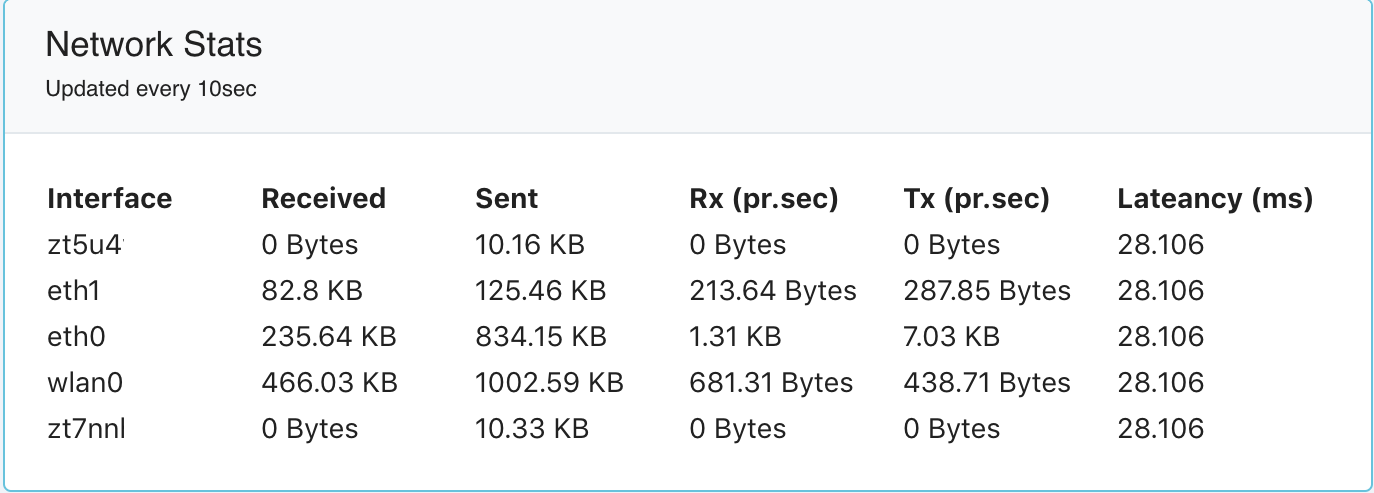 Network Stats
Updated every 10sec
Interface Received Sent Rx (pr.sec) Tx (pr.sec) Lateancy (ms)
zt5u4 0 Bytes 10.16 KB 0 Bytes 0 Bytes 28.106
eth1 82.8 KB 125.46 KB 213.64 Bytes 287.85 Bytes 28.106
eth0 235.64 KB 834.15 KB 1.31 KB 7.03 KB 28.106
wlan0 466.03 KB 1002.59 KB 681.31 Bytes 438.71 Bytes 28.106
zt7nnl 0 Bytes 10.33 KB 0 Bytes 0 Bytes 28.106